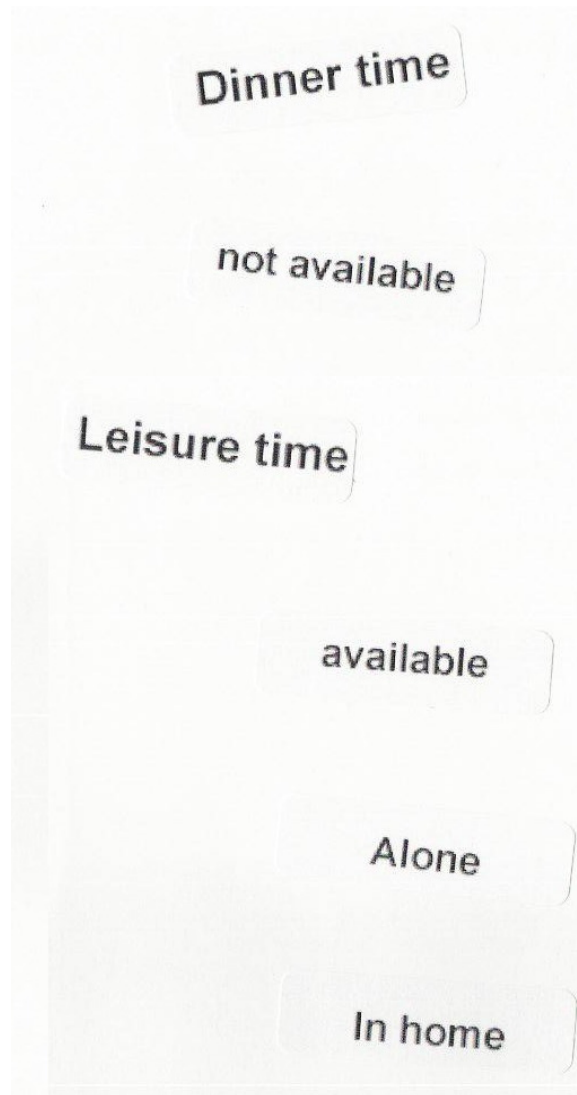 Dinner time
not available
Leisure time
available
Alone
In home